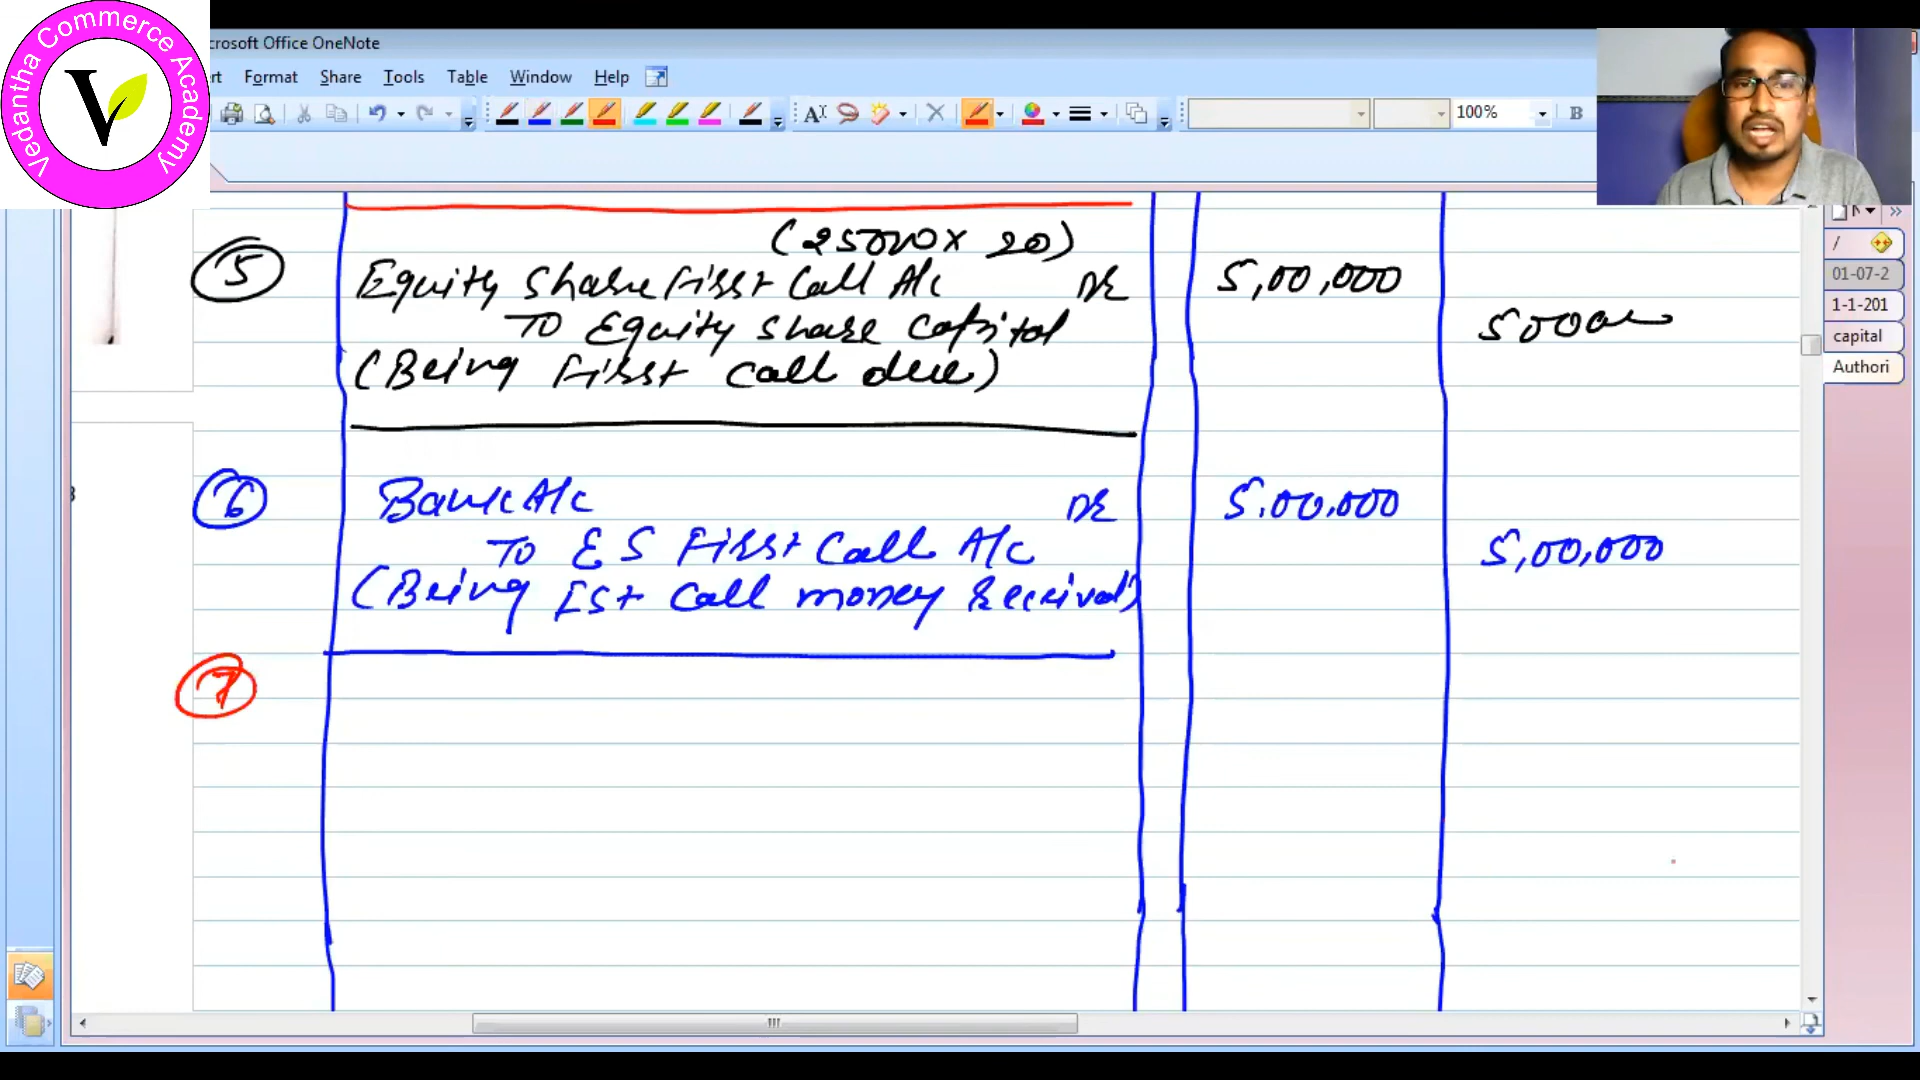 Vedantha Commerce Academy
V
crosoft Office OneNote
rt Format Share Tools Table Window Help
100% B
/
01-07-2
1-1-201
capital
Authori
(25000 x 20)
5 Equity Share First Call A/c Dr 5,00,000
To Equity Share Capital 50000
(Being First Call due)
6 Bank A/c Dr 5,00,000
To E S First Call A/c 5,00,000
(Being Ist Call money Received)
7